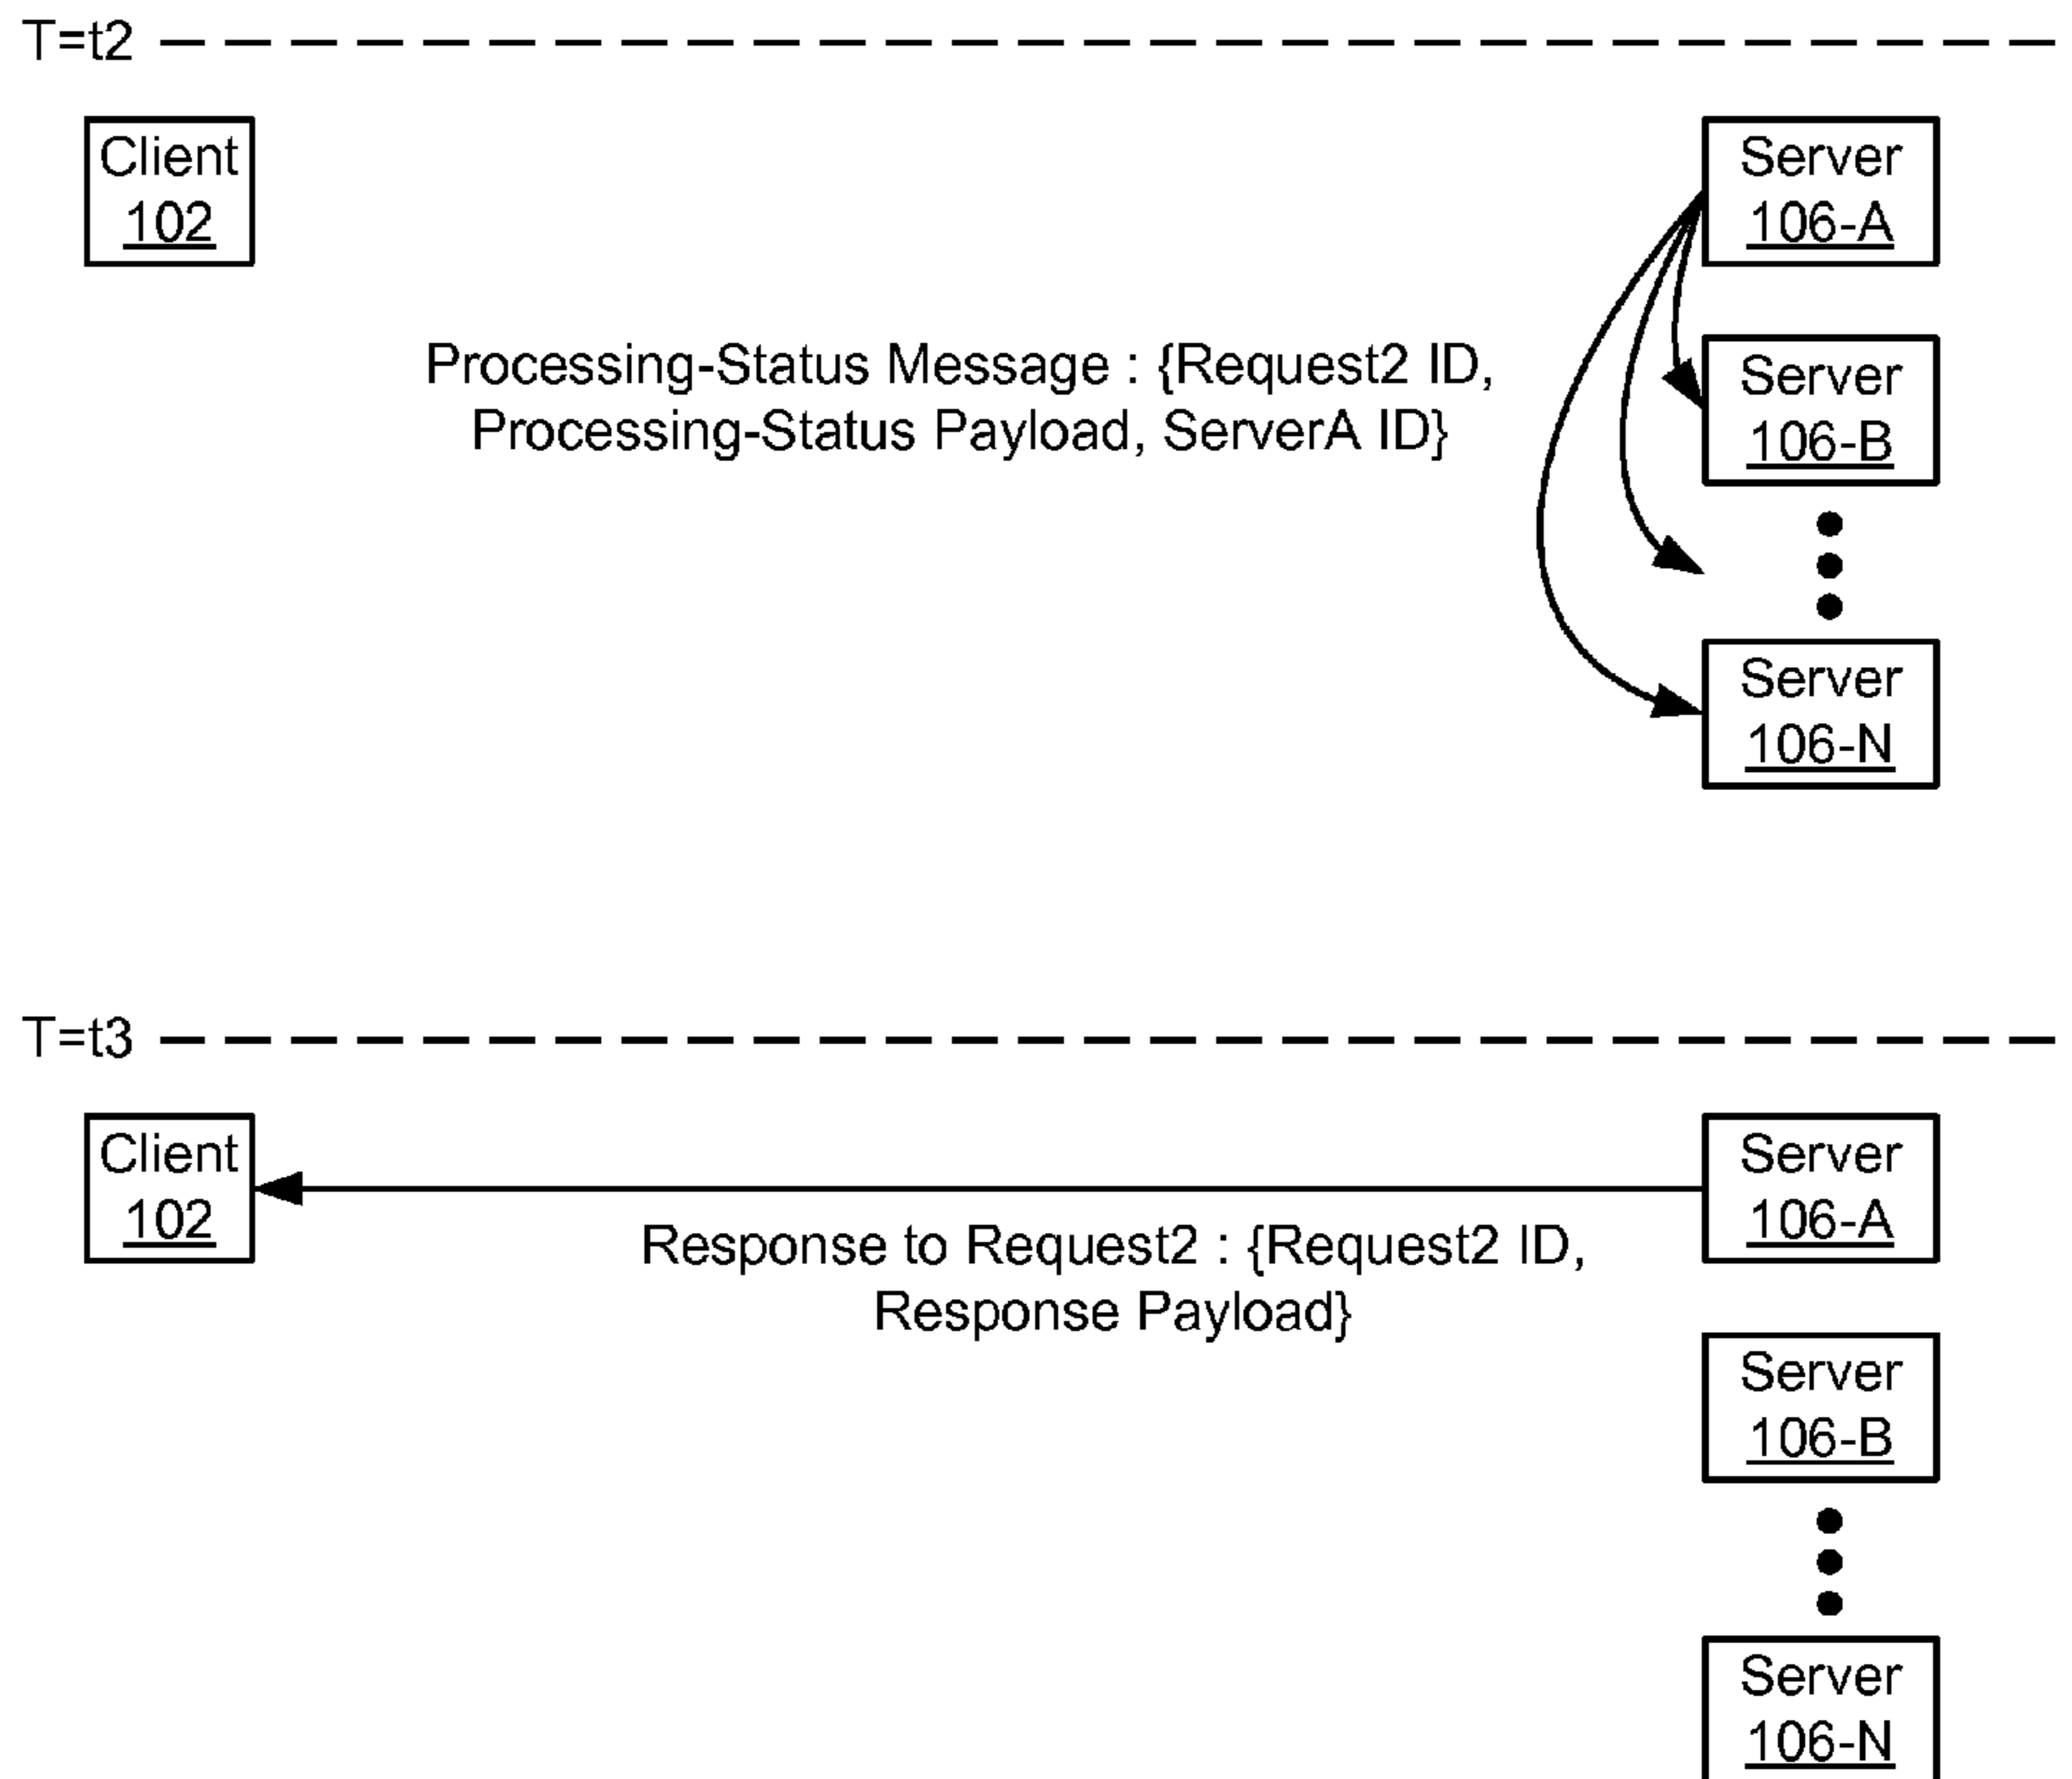 T=t2
Client
102
Server
106-A
Processing-Status Message : {Request2 ID,
Processing-Status Payload, ServerA ID}
Server
106-B
Server
106-N
T=t3
Client
102
Server
106-A
Response to Request2 : {Request2 ID,
Response Payload}
Server
106-B
Server
106-N